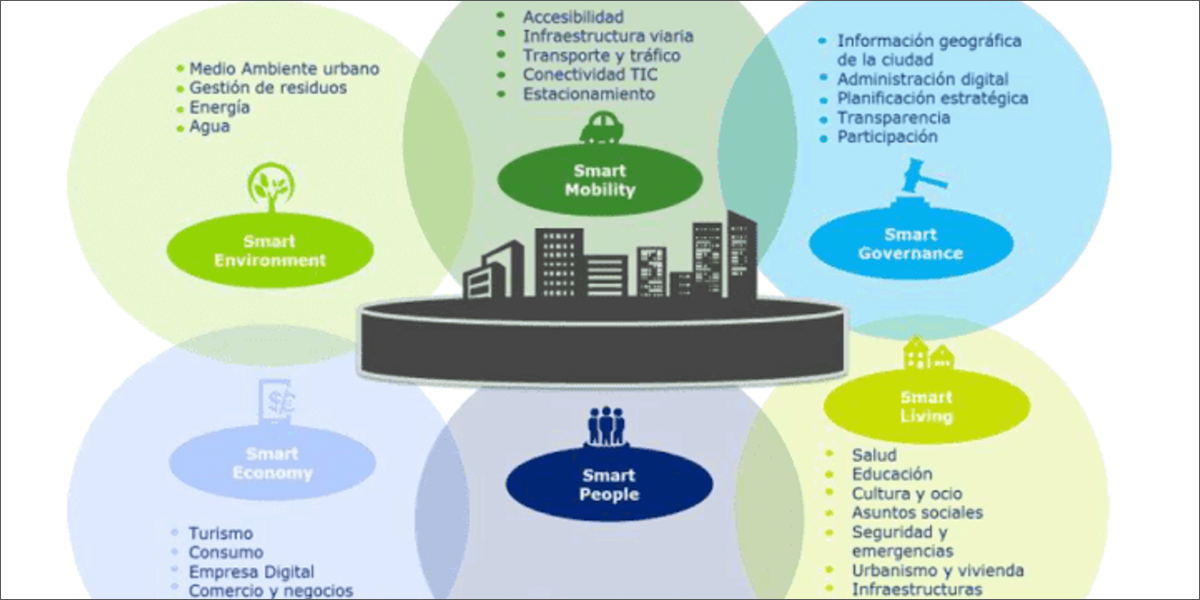 Medio Ambiente urbano
Gestión de residuos
Energía
Agua
Smart
Environment
Accesibilidad
Infraestructura viaria
Transporte y tráfico
Conectividad TIC
Estacionamiento
Smart
Mobility
Información geográfica
de la ciudad
Administración digital
Planificación estratégica
Transparencia
Participación
Smart
Governance
Smart
Economy
Turismo
Consumo
Empresa Digital
Comercio y negocios
Smart
People
Smart
Living
Salud
Educación
Cultura y ocio
Asuntos sociales
Seguridad y
emergencias
Urbanismo y vivienda
Infraestructuras